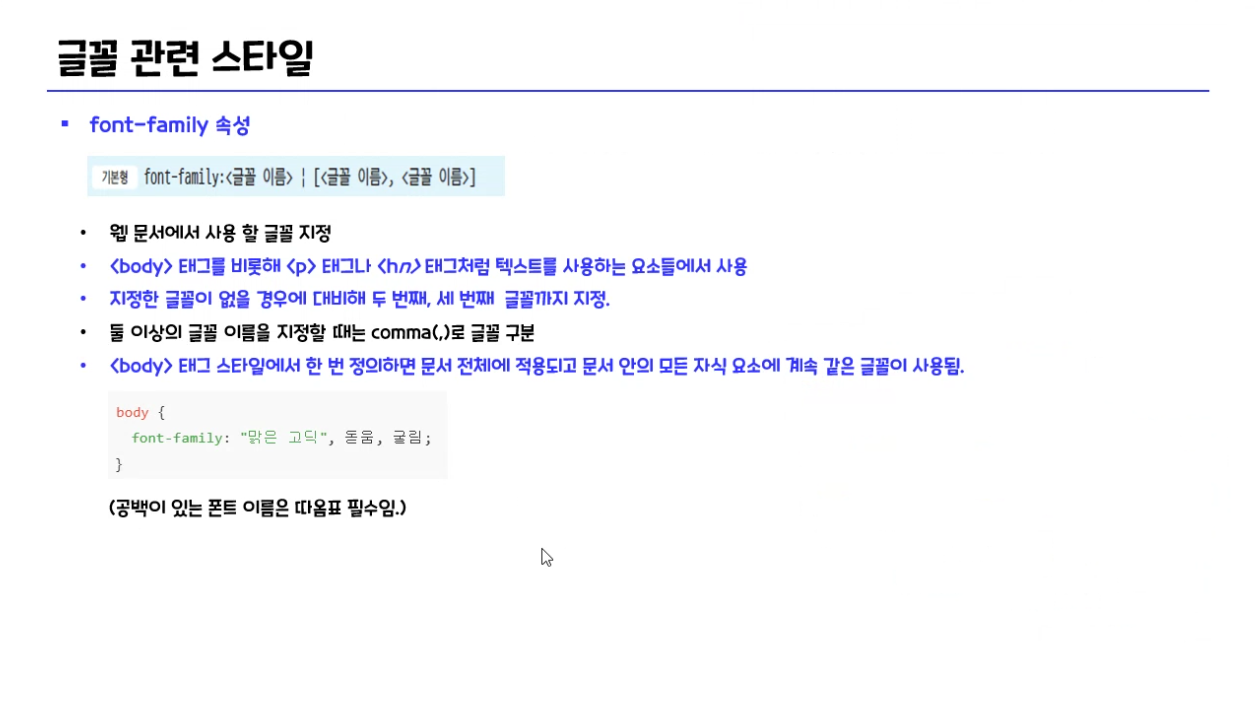 글꼴 관련 스타일
▪ font-family 속성
기본형 font-family:<글꼴 이름> | [<글꼴 이름>, <글꼴 이름>]
• 웹 문서에서 사용 할 글꼴 지정
• <body> 태그를 비롯해 <p> 태그나 <hn> 태그처럼 텍스트를 사용하는 요소들에서 사용
• 지정한 글꼴이 없을 경우에 대비해 두 번째, 세 번째 글꼴까지 지정.
• 둘 이상의 글꼴 이름을 지정할 때는 comma(,)로 글꼴 구분
• <body> 태그 스타일에서 한 번 정의하면 문서 전체에 적용되고 문서 안의 모든 자식 요소에 계속 같은 글꼴이 사용됨.
body {
font-family: "맑은 고딕", 돋움, 굴림;
}
(공백이 있는 폰트 이름은 따옴표 필수임.)